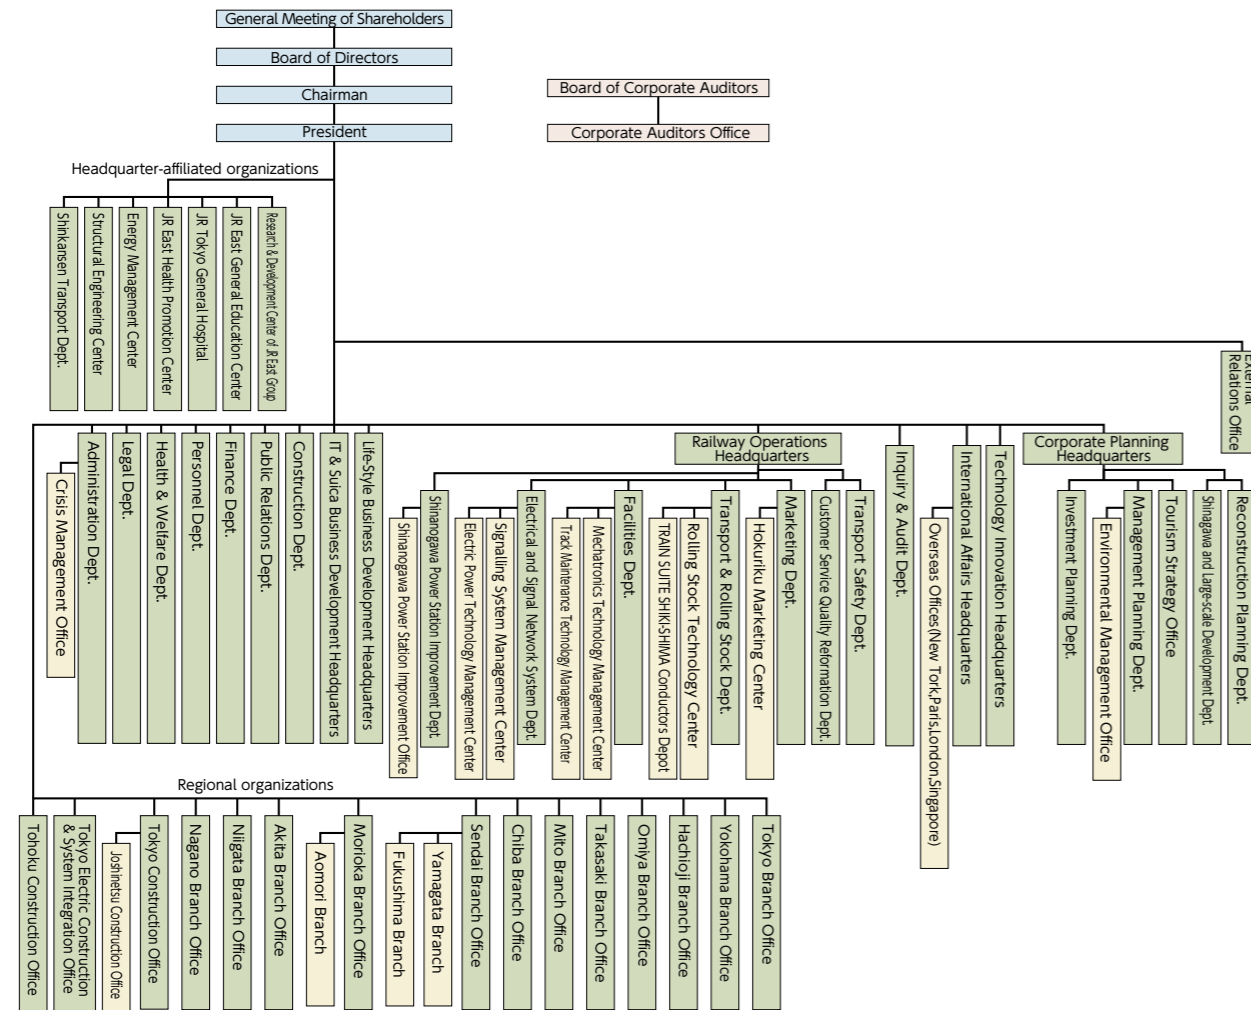 General Meeting of Shareholders
Board of Directors
Chairman
President
Board of Corporate Auditors
Corporate Auditors Office
Headquarter-affiliated organizations
Shinkansen Transport Dept.
Structural Engineering Center
Energy Management Center
JR East Health Promotion Center
JR Tokyo General Hospital
JR East General Education Center
Research & Development Center of JR East Group
External
Relations Office
Administration Dept.
Crisis Management Office
Legal Dept.
Health & Welfare Dept.
Personnel Dept.
Finance Dept.
Public Relations Dept.
Construction Dept.
IT & Suica Business Development Headquarters
Life-Style Business Development Headquarters
Railway Operations
Headquarters
Shinanogawa Power Station Improvement Dept.
Shinanogawa Power Station Improvement Office
Electrical and Signal Network System Dept.
Signalling System Management Center
Electric Power Technology Management Center
Facilities Dept.
Mechatronics Technology Management Center
Track Maintenance Technology Management Center
Transport & Rolling Stock Dept.
Rolling Stock Technology Center
TRAIN SUITE SHIKI-SHIMA Conductors Depot
Marketing Dept.
Hokuriku Marketing Center
Customer Service Quality Reformation Dept.
Transport Safety Dept.
Inquiry & Audit Dept.
International Affairs Headquarters
Overseas Offices(New Tork,Paris,London,Singapore)
Technology Innovation Headquarters
Corporate Planning
Headquarters
Investment Planning Dept.
Management Planning Dept.
Environmental Management Office
Tourism Strategy Office
Shinagawa and Large-scale Development Dept.
Reconstruction Planning Dept.
Regional organizations
Tohoku Construction Office
Tokyo Electric Construction
& System Integration Office
Tokyo Construction Office
Joshinetsu Construction Office
Nagano Branch Office
Niigata Branch Office
Akita Branch Office
Morioka Branch Office
Aomori Branch
Sendai Branch Office
Yamagata Branch
Fukushima Branch
Chiba Branch Office
Mito Branch Office
Takasaki Branch Office
Omiya Branch Office
Hachioji Branch Office
Yokohama Branch Office
Tokyo Branch Office